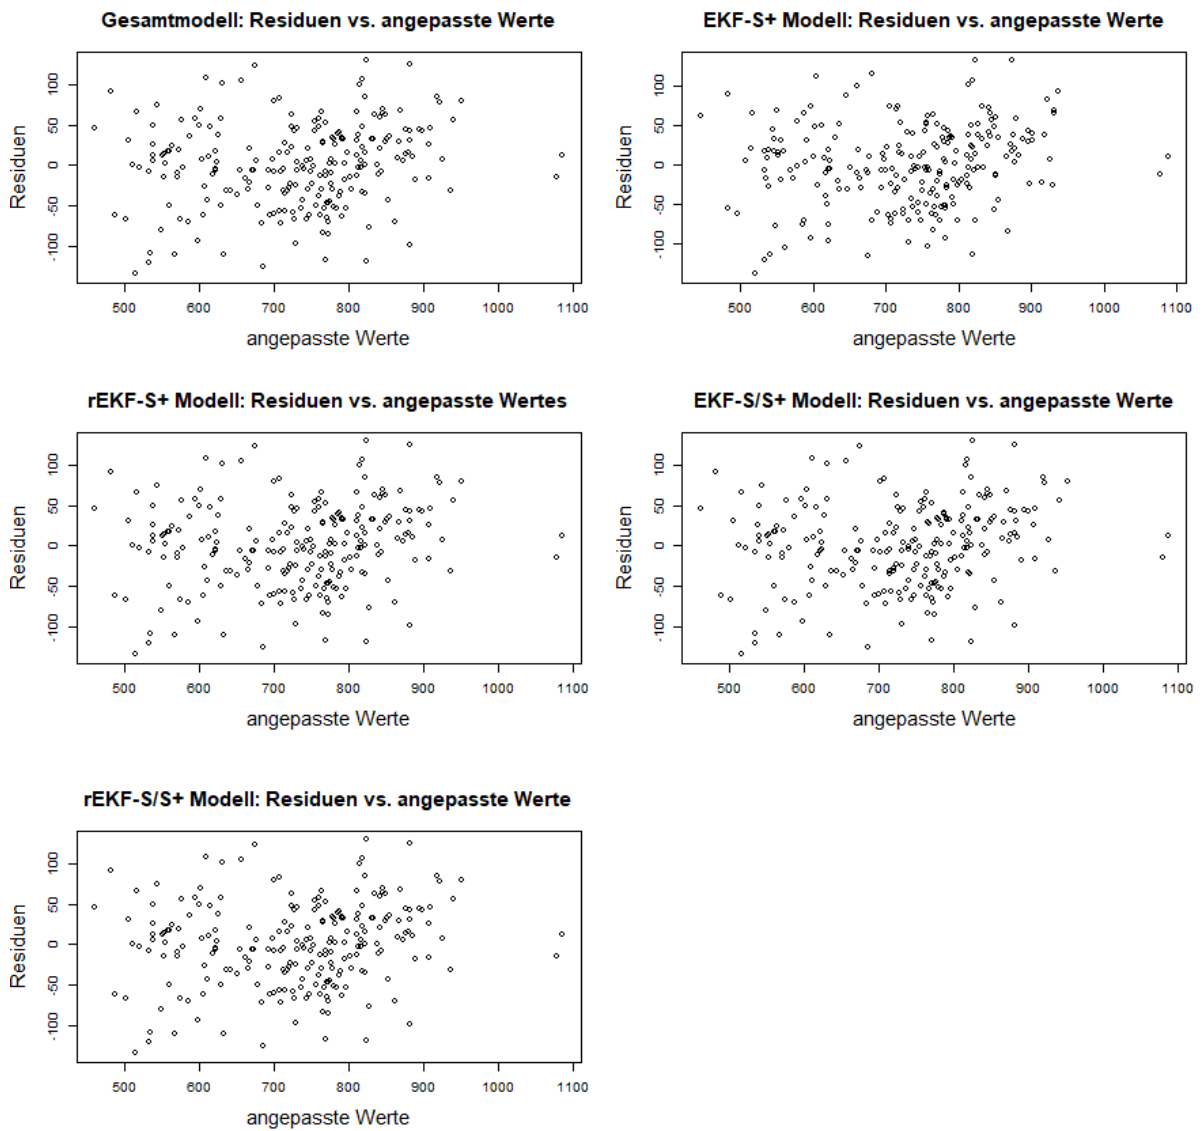 Gesamtmodell: Residuen vs. angepasste Werte
Residuen
100
50
0
-50
-100
500 600 700 800 900 1000 1100
angepasste Werte
EKF-S+ Modell: Residuen vs. angepasste Werte
Residuen
100
50
0
-50
-100
500 600 700 800 900 1000 1100
angepasste Werte
rEKF-S+ Modell: Residuen vs. angepasste Wertes
Residuen
100
50
0
-50
-100
500 600 700 800 900 1000 1100
angepasste Werte
EKF-S/S+ Modell: Residuen vs. angepasste Werte
Residuen
100
50
0
-50
-100
500 600 700 800 900 1000 1100
angepasste Werte
rEKF-S/S+ Modell: Residuen vs. angepasste Werte
Residuen
100
50
0
-50
-100
500 600 700 800 900 1000 1100
angepasste Werte